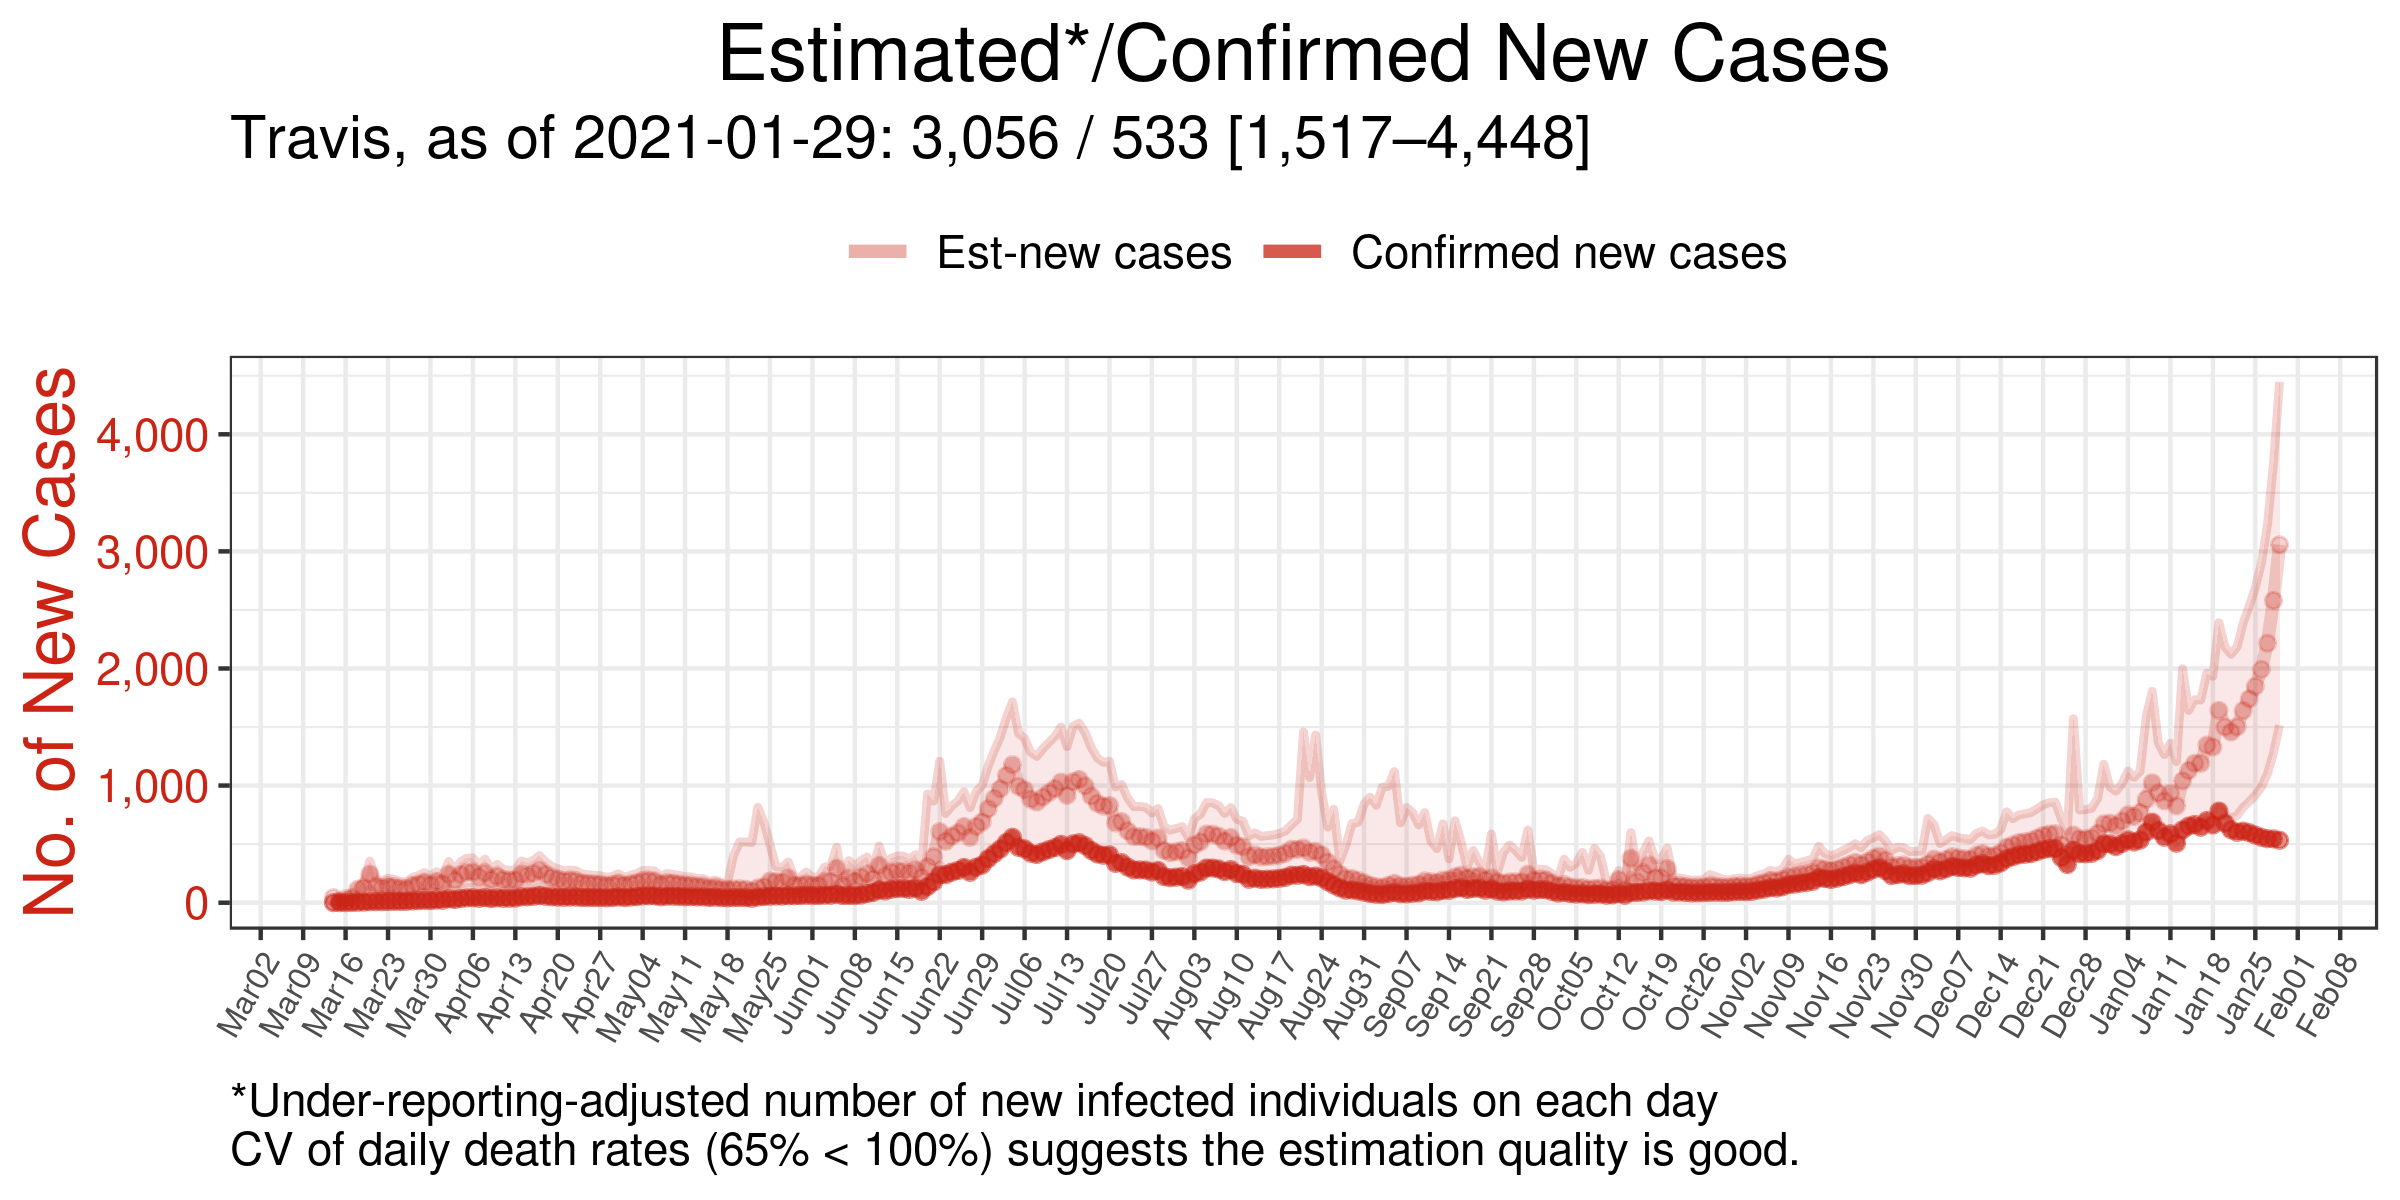 Estimated*/Confirmed New Cases
Travis, as of 2021-01-29: 3,056 / 533 [1,517–4,448]
Est-new cases
Confirmed new cases
No. of New Cases
4,000
3,000
2,000
1,000
0
Mar02
Mar09
Mar16
Mar23
Mar30
Apr06
Apr13
Apr20
Apr27
May04
May11
May18
May25
Jun01
Jun08
Jun15
Jun22
Jun29
Jul06
Jul13
Jul20
Jul27
Aug03
Aug10
Aug17
Aug24
Aug31
Sep07
Sep14
Sep21
Sep28
Oct05
Oct12
Oct19
Oct26
Nov02
Nov09
Nov16
Nov23
Nov30
Dec07
Dec14
Dec21
Dec28
Jan04
Jan11
Jan18
Jan25
Feb01
Feb08
*Under-reporting-adjusted number of new infected individuals on each day
CV of daily death rates (65% < 100%) suggests the estimation quality is good.